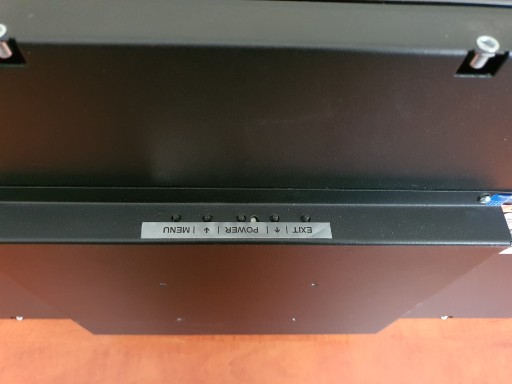 EXIT | ↓ | POWER | ↑ | MENU